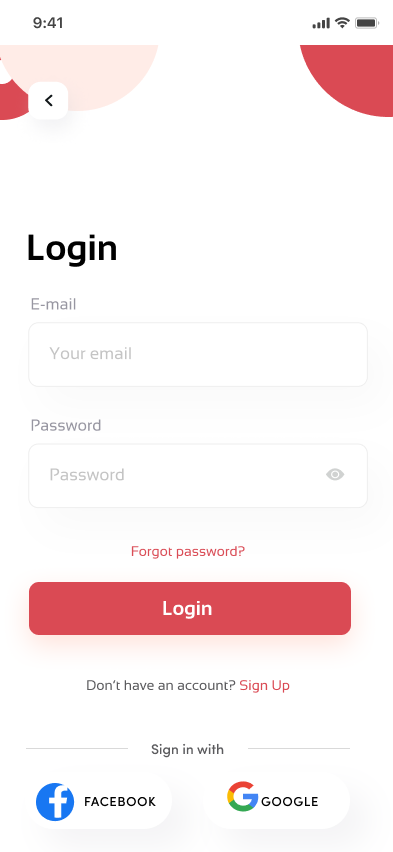 9:41
Login
E-mail
Your email
Password
Password
Forgot password?
Login
Don't have an account? Sign Up
Sign in with
FACEBOOK GOOGLE